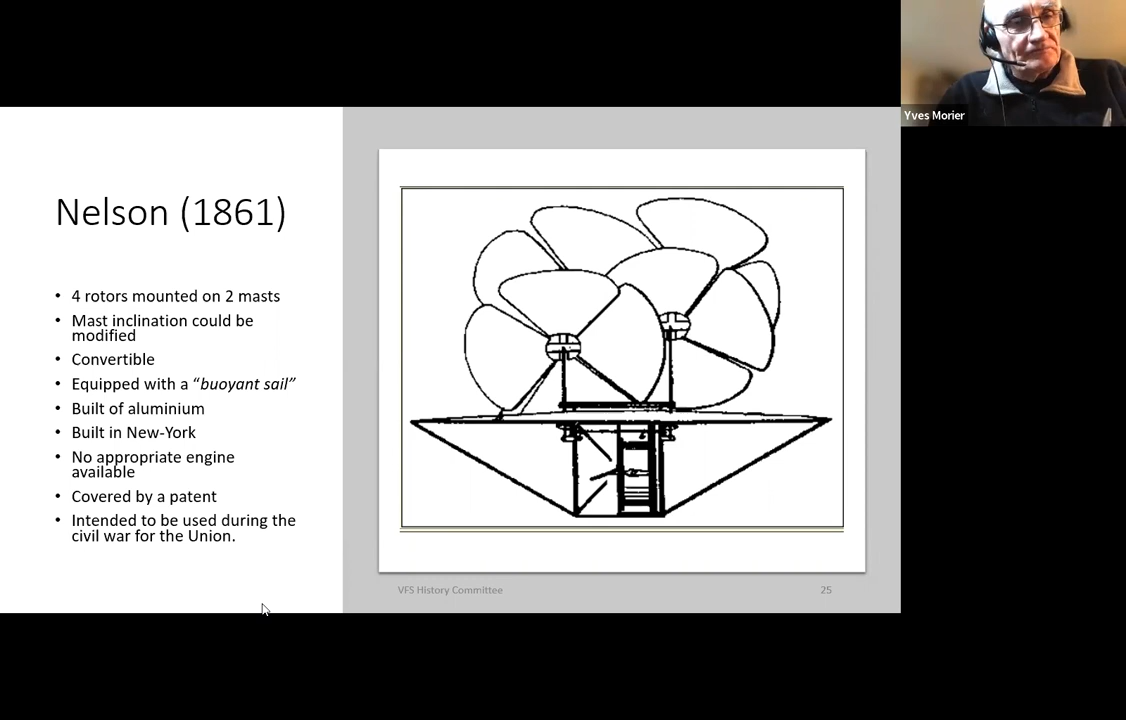 Yves Morier
Nelson (1861)
• 4 rotors mounted on 2 masts
• Mast inclination could be
modified
• Convertible
• Equipped with a “buoyant sail”
• Built of aluminium
• Built in New-York
• No appropriate engine
available
• Covered by a patent
• Intended to be used during the
civil war for the Union.
VFS History Committee
25